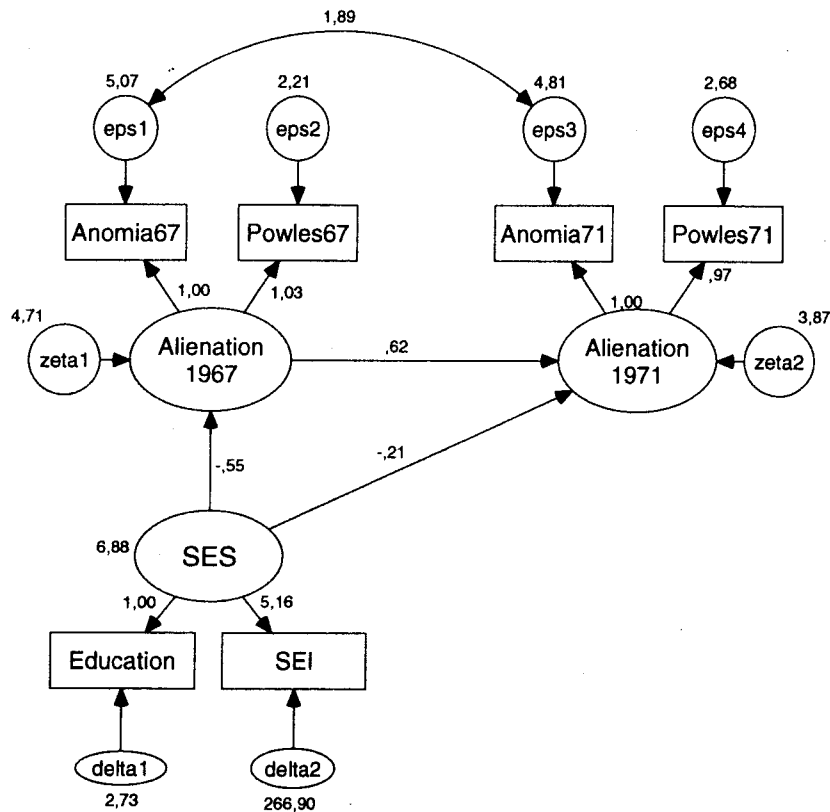 1,89
5,07
2,21
4,81
2,68
eps1
eps2
eps3
eps4
Anomia67
Powles67
Anomia71
Powles71
1,00
1,03
1,00
,97
4,71
3,87
zeta1
Alienation
1967
,62
Alienation
1971
zeta2
-,55
-,21
6,88
SES
1,00
5,16
Education
SEI
delta1
delta2
2,73
266,90